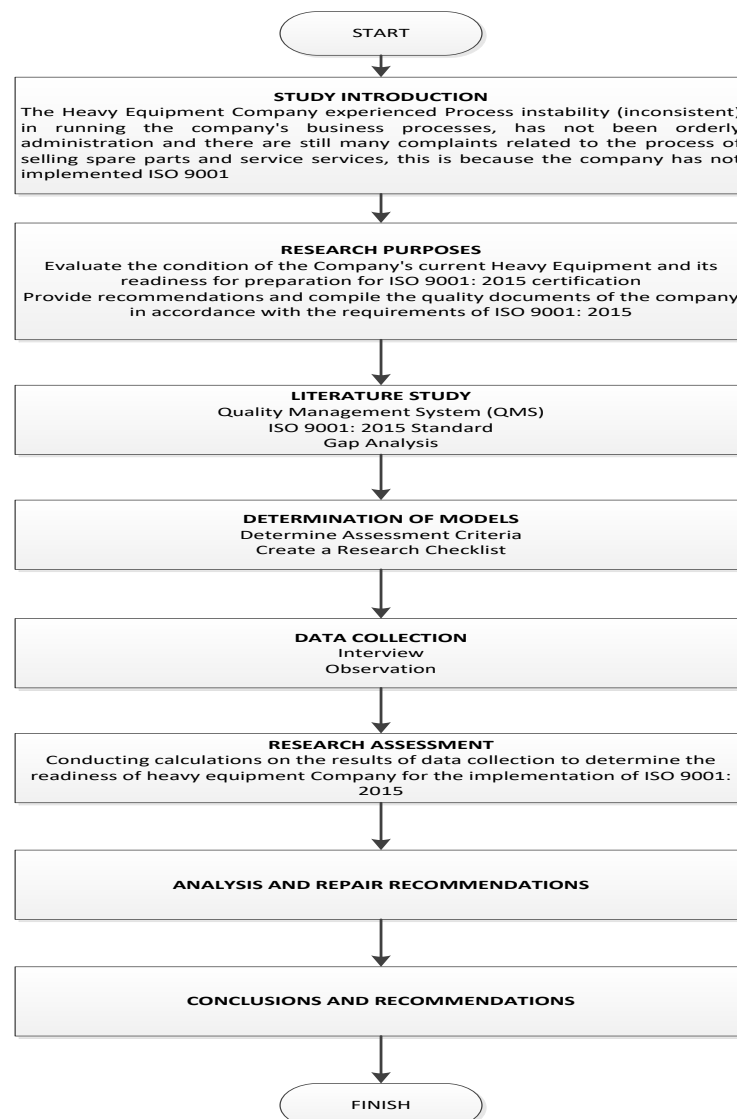 START
STUDY INTRODUCTION
The Heavy Equipment Company experienced Process instability (inconsistent)
in running the company's business processes, has not been orderly
administration and there are still many complaints related to the process of
selling spare parts and service services, this is because the company has not
implemented ISO 9001
RESEARCH PURPOSES
Evaluate the condition of the Company's current Heavy Equipment and its
readiness for preparation for ISO 9001: 2015 certification
Provide recommendations and compile the quality documents of the company
in accordance with the requirements of ISO 9001: 2015
LITERATURE STUDY
Quality Management System (QMS)
ISO 9001: 2015 Standard
Gap Analysis
DETERMINATION OF MODELS
Determine Assessment Criteria
Create a Research Checklist
DATA COLLECTION
Interview
Observation
RESEARCH ASSESSMENT
Conducting calculations on the results of data collection to determine the
readiness of heavy equipment Company for the implementation of ISO 9001:
2015
ANALYSIS AND REPAIR RECOMMENDATIONS
CONCLUSIONS AND RECOMMENDATIONS
FINISH